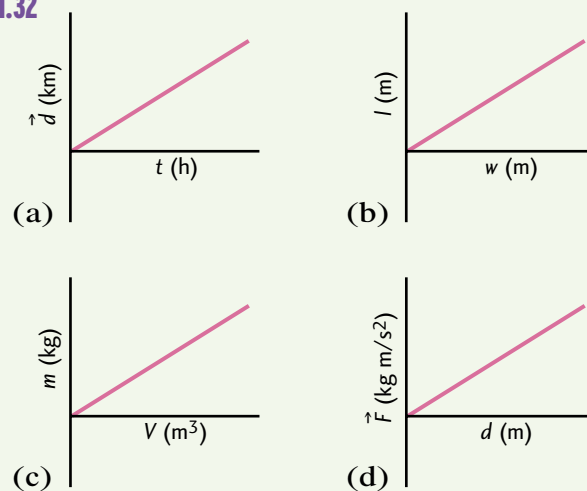 1.32
d⃗ (km)
t (h)
(a)
l (m)
w (m)
(b)
m (kg)
V (m³)
(c)
F⃗ (kg m/s²)
d (m)
(d)